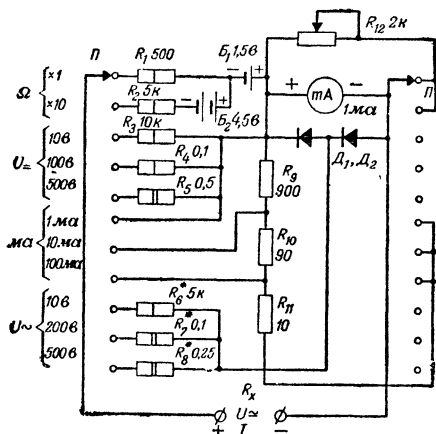 П
R₁ 500
Б₁ 1,5в
R₁₂ 2к
Ω
×1
×10
R₂ 5к
Б₂ 4,5в
+ mA −
1ма
П
U=
10в
100в
500в
R₃ 10к
R₄ 0,1
R₅ 0,5
Д₁, Д₂
R₉
900
ма
1ма
10ма
100ма
R₁₀
90
U~
10в
200в
500в
R₆* 5к
R₇* 0,1
R₈* 0,25
R₁₁
10
Rₓ
+ U≃ −
I